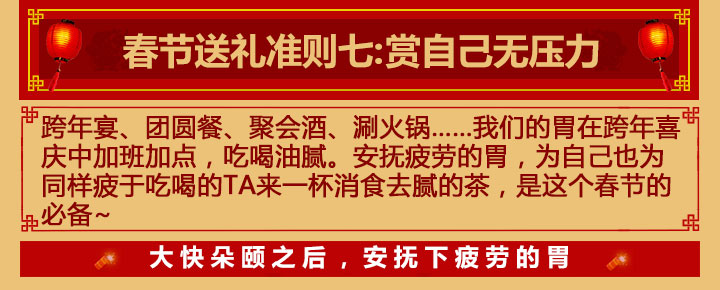 春节送礼准则七:赏自己无压力
跨年宴、团圆餐、聚会酒、涮火锅......我们的胃在跨年喜
庆中加班加点，吃喝油腻。安抚疲劳的胃，为自己也为
同样疲于吃喝的TA来一杯消食去腻的茶，是这个春节的
必备~
大快朵颐之后，安抚下疲劳的胃